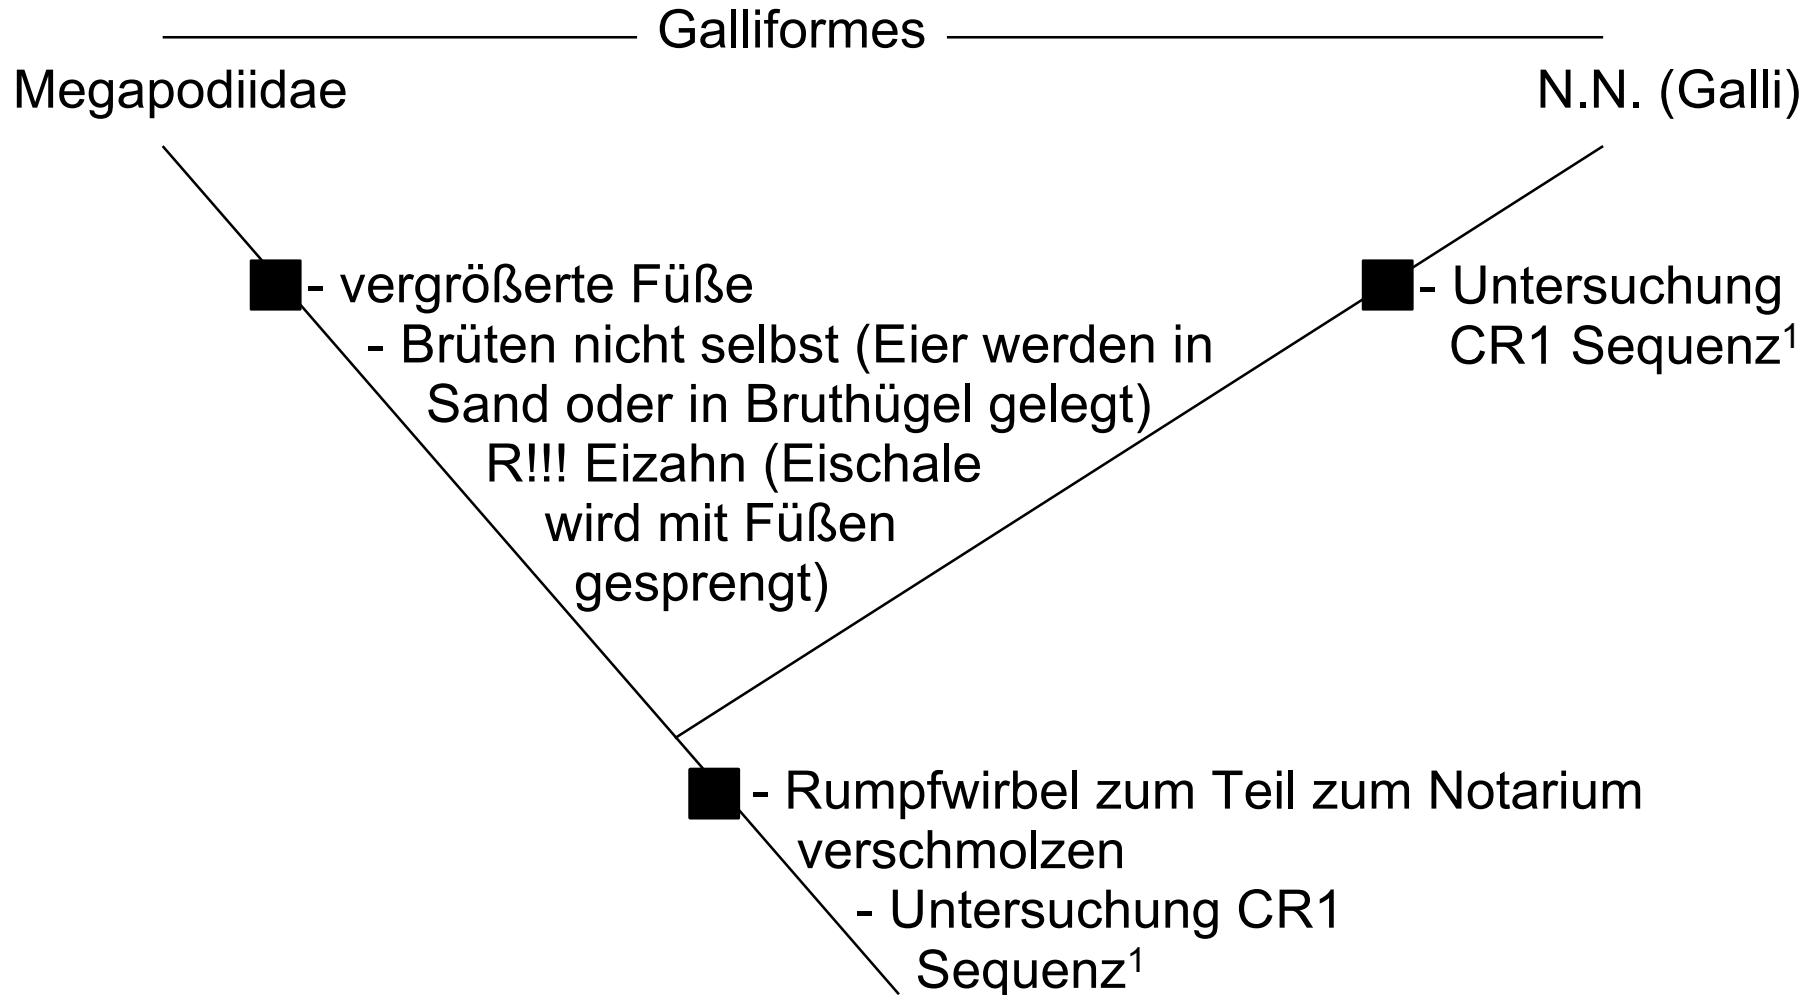 Galliformes
Megapodiidae
N.N. (Galli)
- vergrößerte Füße
- Brüten nicht selbst (Eier werden in
Sand oder in Bruthügel gelegt)
R!!! Eizahn (Eischale
wird mit Füßen
gesprengt)
- Untersuchung
CR1 Sequenz¹
- Rumpfwirbel zum Teil zum Notarium
verschmolzen
- Untersuchung CR1
Sequenz¹